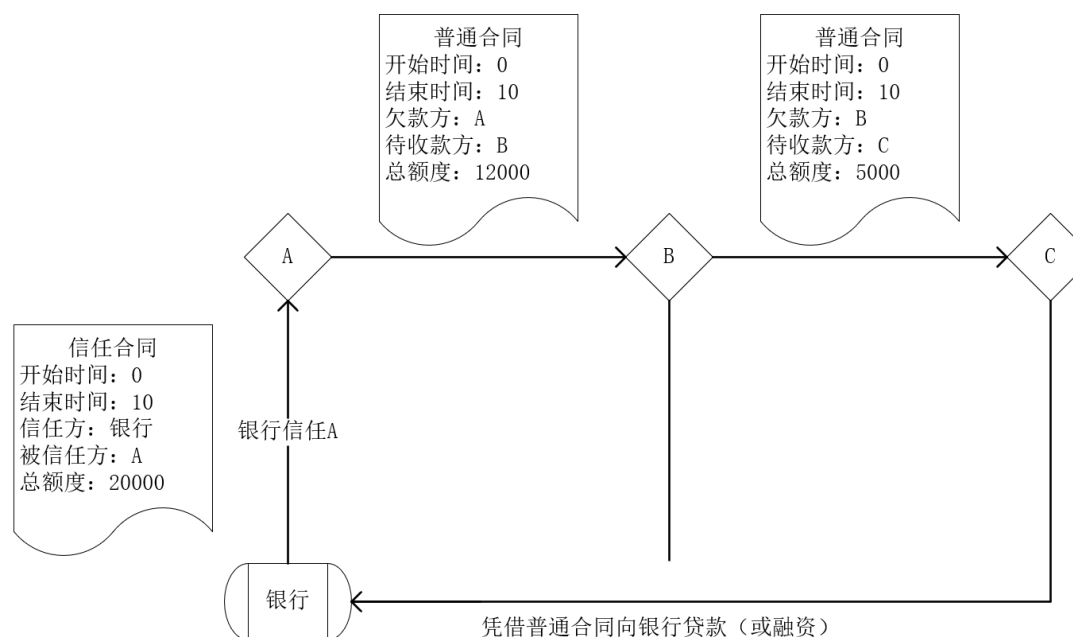 普通合同
开始时间：0
结束时间：10
欠款方：A
待收款方：B
总额度：12000
普通合同
开始时间：0
结束时间：10
欠款方：B
待收款方：C
总额度：5000
A
B
C
信任合同
开始时间：0
结束时间：10
信任方：银行
被信任方：A
总额度：20000
银行信任A
银行
凭借普通合同向银行贷款（或融资）